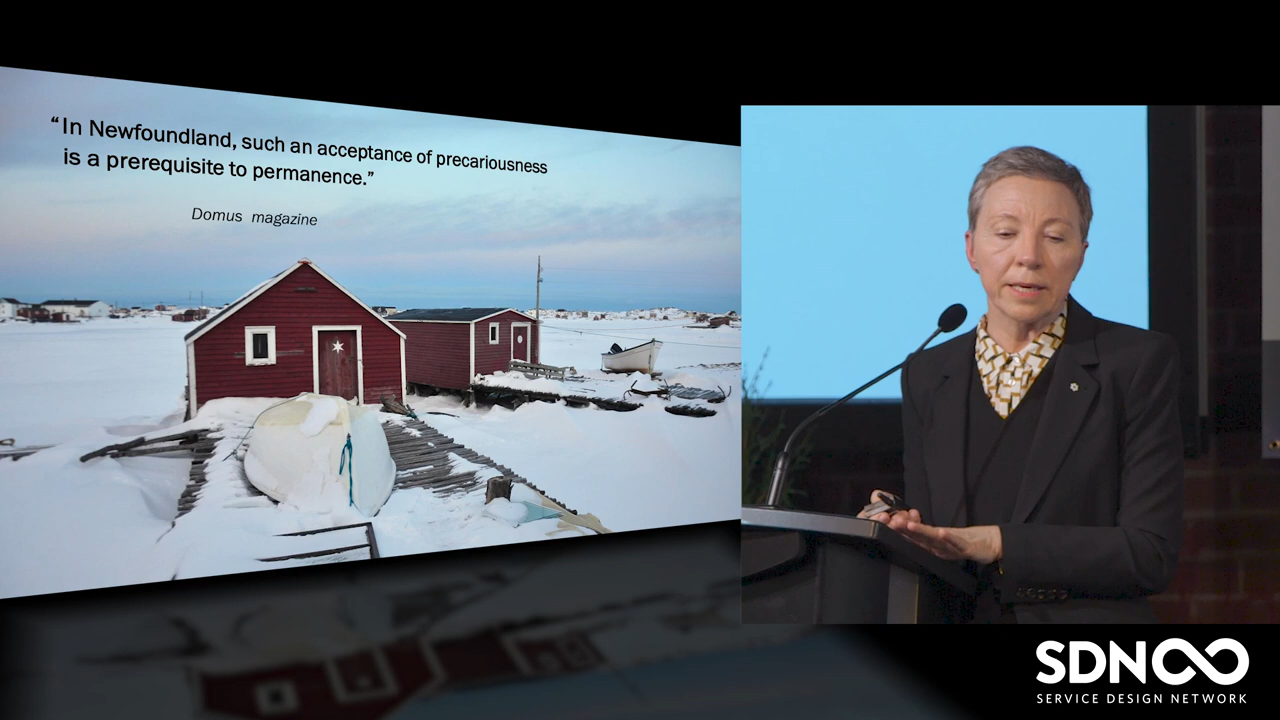 “In Newfoundland, such an acceptance of precariousness
is a prerequisite to permanence.”
Domus magazine
SDN
SERVICE DESIGN NETWORK